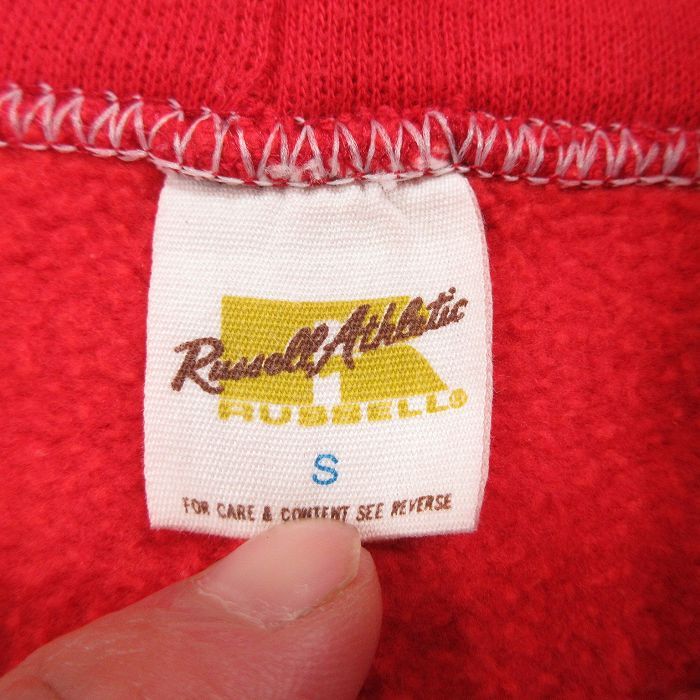 Russell Athletic
RUSSELL®
S
FOR CARE & CONTENT SEE REVERSE